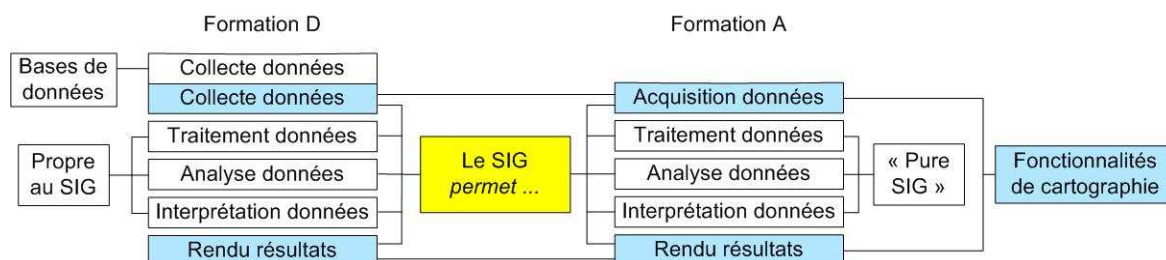 Formation D
Formation A
Bases de
données
Collecte données
Collecte données
Acquisition données
Propre
au SIG
Traitement données
Analyse données
Interprétation données
Le SIG
permet ...
Traitement données
Analyse données
Interprétation données
« Pure
SIG »
Fonctionnalités
de cartographie
Rendu résultats
Rendu résultats